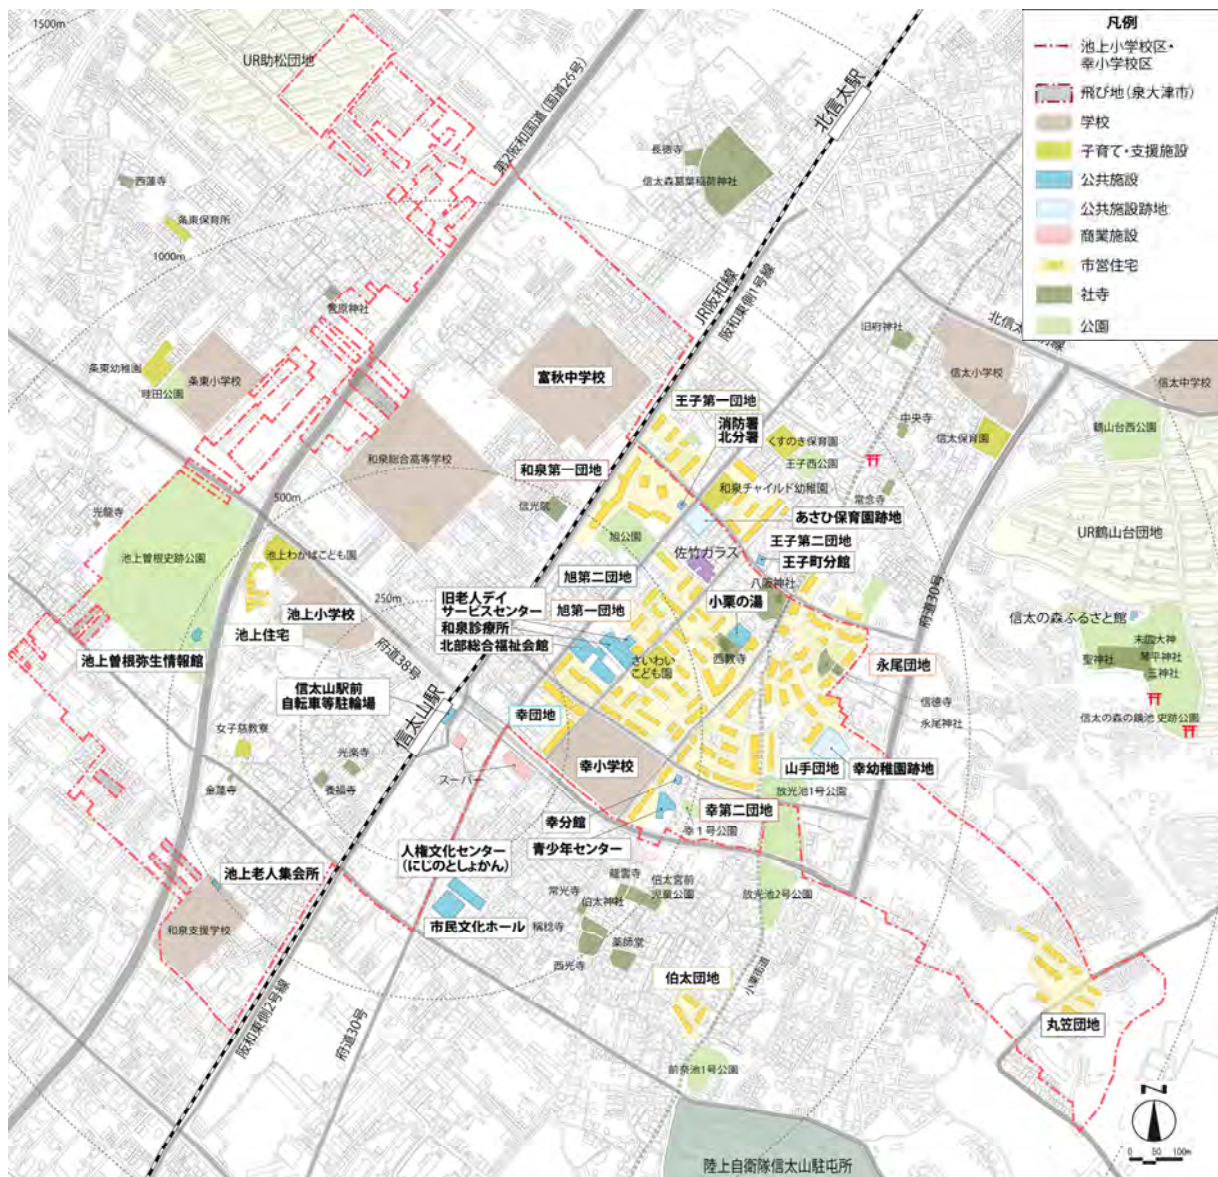 1500m
UR助松団地
第2阪和国道(国道26号)
北信太駅
凡例
池上小学校区・
幸小学校区
飛び地(泉大津市)
学校
子育て・支援施設
公共施設
公共施設跡地
商業施設
市営住宅
社寺
公園
長徳寺
信太森葛葉稲荷神社
西蓮寺
条東保育所
1000m
菅原神社
JR阪和線
阪和東側1号線
旧府神社
北信太
信太小学校
信太中学校
条東幼稚園
畦田公園
条東小学校
富秋中学校
王子第一団地
消防署
北分署
くすのき保育園
王子西公園
中央寺
信太保育園
鶴山台西公園
和泉総合高等学校
和泉第一団地
和泉チャイルド幼稚園
常念寺
500m
光龍寺
信光院
あさひ保育園跡地
UR鶴山台団地
池上曽根史跡公園
池上わかばこども園
旭公園
佐竹ガラス
王子第二団地
王子町分館
八阪神社
旭第二団地
旧老人デイ
サービスセンター
旭第一団地
小栗の湯
250m
池上小学校
和泉診療所
北部総合福祉会館
府道30号
信太の森ふるさと館
池上住宅
さいわい
こども園
西教寺
末廣大神
聖神社
琴平神社
三神社
池上曽根弥生情報館
府道38号
永尾団地
信太山駅前
自転車等駐輪場
信太山駅
信徳寺
永尾神社
信太の森の鏡池 史跡公園
幸団地
女子慈教寮
光楽寺
スーパー
幸小学校
山手団地
幸幼稚園跡地
金蓮寺
養福寺
放光池1号公園
幸分館
幸第二団地
幸1号公園
人権文化センター
(にじのとしょかん)
青少年センター
池上老人集会所
龍雲寺
信太宮前
児童公園
常光寺
伯太神社
放光池2号公園
市民文化ホール
稱稔寺
和泉支援学校
薬師堂
西光寺
小栗街道
伯太団地
阪和東側2号線
府道30号
丸笠団地
前奈池1号公園
N
0 50 100m
陸上自衛隊信太山駐屯所